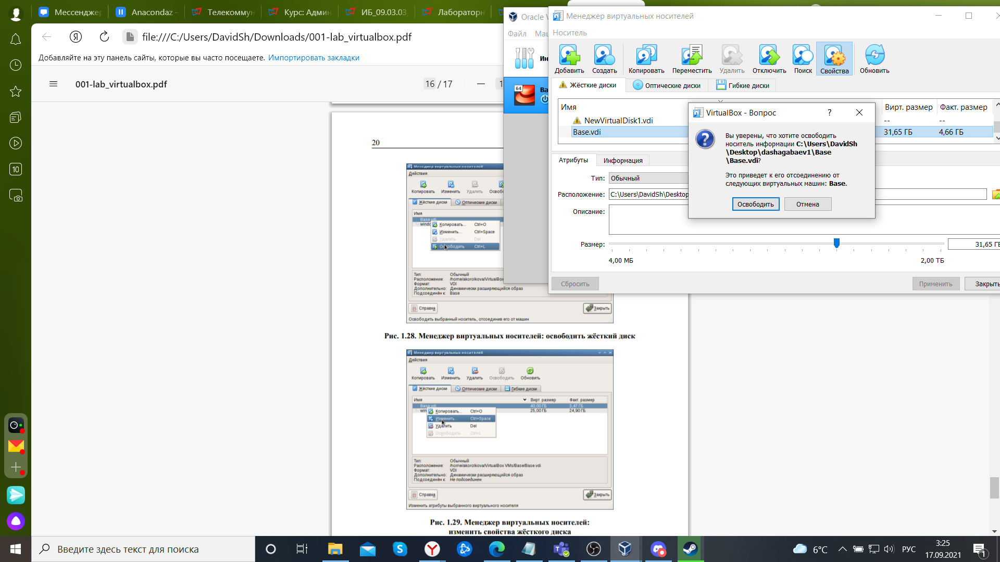 Мессендже
Anacondaz -
Телекоммун
Курс: Админ
ИБ_09.03.03
Лаборатор
file:///C:/Users/DavidSh/Downloads/001-lab_virtualbox.pdf
Добавляйте на эту панель сайты, которые вы часто посещаете. Импортировать закладки
001-lab_virtualbox.pdf
16 / 17
10
Oracle V
Файл Маш
Ин
64
Ba
Менеджер виртуальных носителей
Носитель
Добавить
Создать
Копировать
Переместить
Удалить
Отключить
Поиск
Свойства
Обновить
Жёсткие диски
Оптические диски
Гибкие диски
Имя
Вирт. размер
Факт. размер
NewVirtualDisk1.vdi
--
--
Base.vdi
31,65 ГБ
4,66 ГБ
Атрибуты
Информация
Тип: Обычный
Расположение: C:\Users\DavidSh\Desktop
Описание:
Размер:
31,65 ГБ
4,00 МБ
2,00 ТБ
Сбросить
Применить
Закрыть
VirtualBox - Вопрос
?
Вы уверены, что хотите освободить
носитель информации C:\Users\DavidSh
\Desktop\dashagabaev1\Base
\Base.vdi?
Это приведет к его отсоединению от
следующих виртуальных машин: Base.
Освободить
Отмена
20
Менеджер виртуальных носителей
Действия
Копировать
Изменить
Удалить
Освобо
Жёсткие диски
Оптические диски
Имя
Base.vdi
windo
Копировать... Ctrl+O
Изменить... Ctrl+Space
Удалить Del
Освободить Ctrl+L
Тип: Обычный
Расположение: /home/akorolkova/VirtualBox
Формат: VDI
Дополнительно: Динамически расширяющийся образ
Подсоединён к: Base
Справка
Закрыть
Освободить выбранный носитель, отсоединив его от машин
Рис. 1.28. Менеджер виртуальных носителей: освободить жёсткий диск
Менеджер виртуальных носителей
Действия
Копировать
Изменить
Удалить
Освободить
Обновить
Жёсткие диски
Оптические диски
Гибкие диски
Имя
Вирт. размер
Факт. размер
Base.vdi
40,00 ГБ
3,47 ГБ
win
25,00 ГБ
24,90 ГБ
Копировать... Ctrl+O
Изменить... Ctrl+Space
Удалить Del
Освободить Ctrl+L
Тип: Обычный
Расположение: /home/akorolkova/VirtualBox VMs/Base/Base.vdi
Формат: VDI
Дополнительно: Динамически расширяющийся образ
Подсоединён к: Не подсоединен
Справка
Закрыть
Изменить атрибуты выбранного виртуального носителя
Рис. 1.29. Менеджер виртуальных носителей:
изменить свойства жёсткого диска
Введите здесь текст для поиска
6°C
РУС
3:25
17.09.2021
1